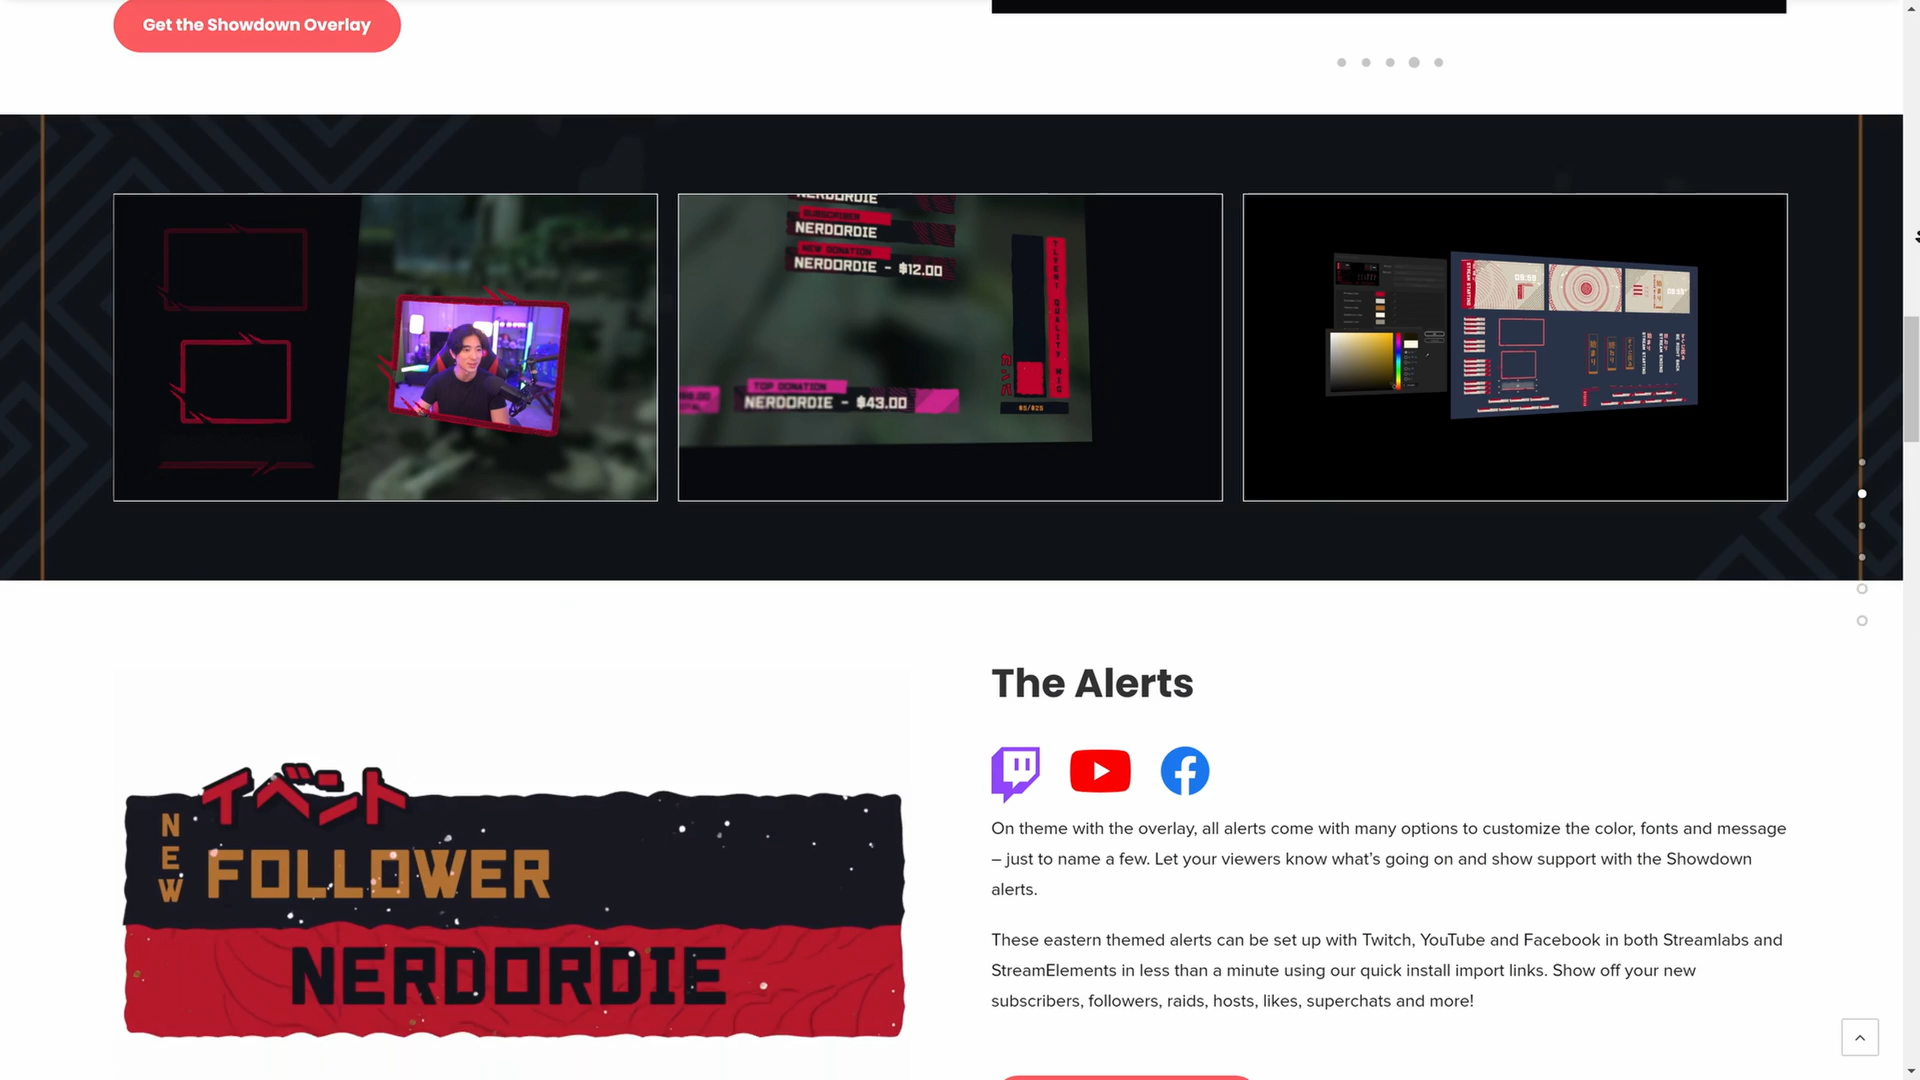 Get the Showdown Overlay
NERDORDIE
SUBSCRIBER
NERDORDIE
NEW DONATION
NERDORDIE - $12.00
TOP DONATION
NERDORDIE - $43.00
The Alerts
イベント
NEW
FOLLOWER
NERDORDIE
On theme with the overlay, all alerts come with many options to customize the color, fonts and message
– just to name a few. Let your viewers know what's going on and show support with the Showdown
alerts.
These eastern themed alerts can be set up with Twitch, YouTube and Facebook in both Streamlabs and
StreamElements in less than a minute using our quick install import links. Show off your new
subscribers, followers, raids, hosts, likes, superchats and more!